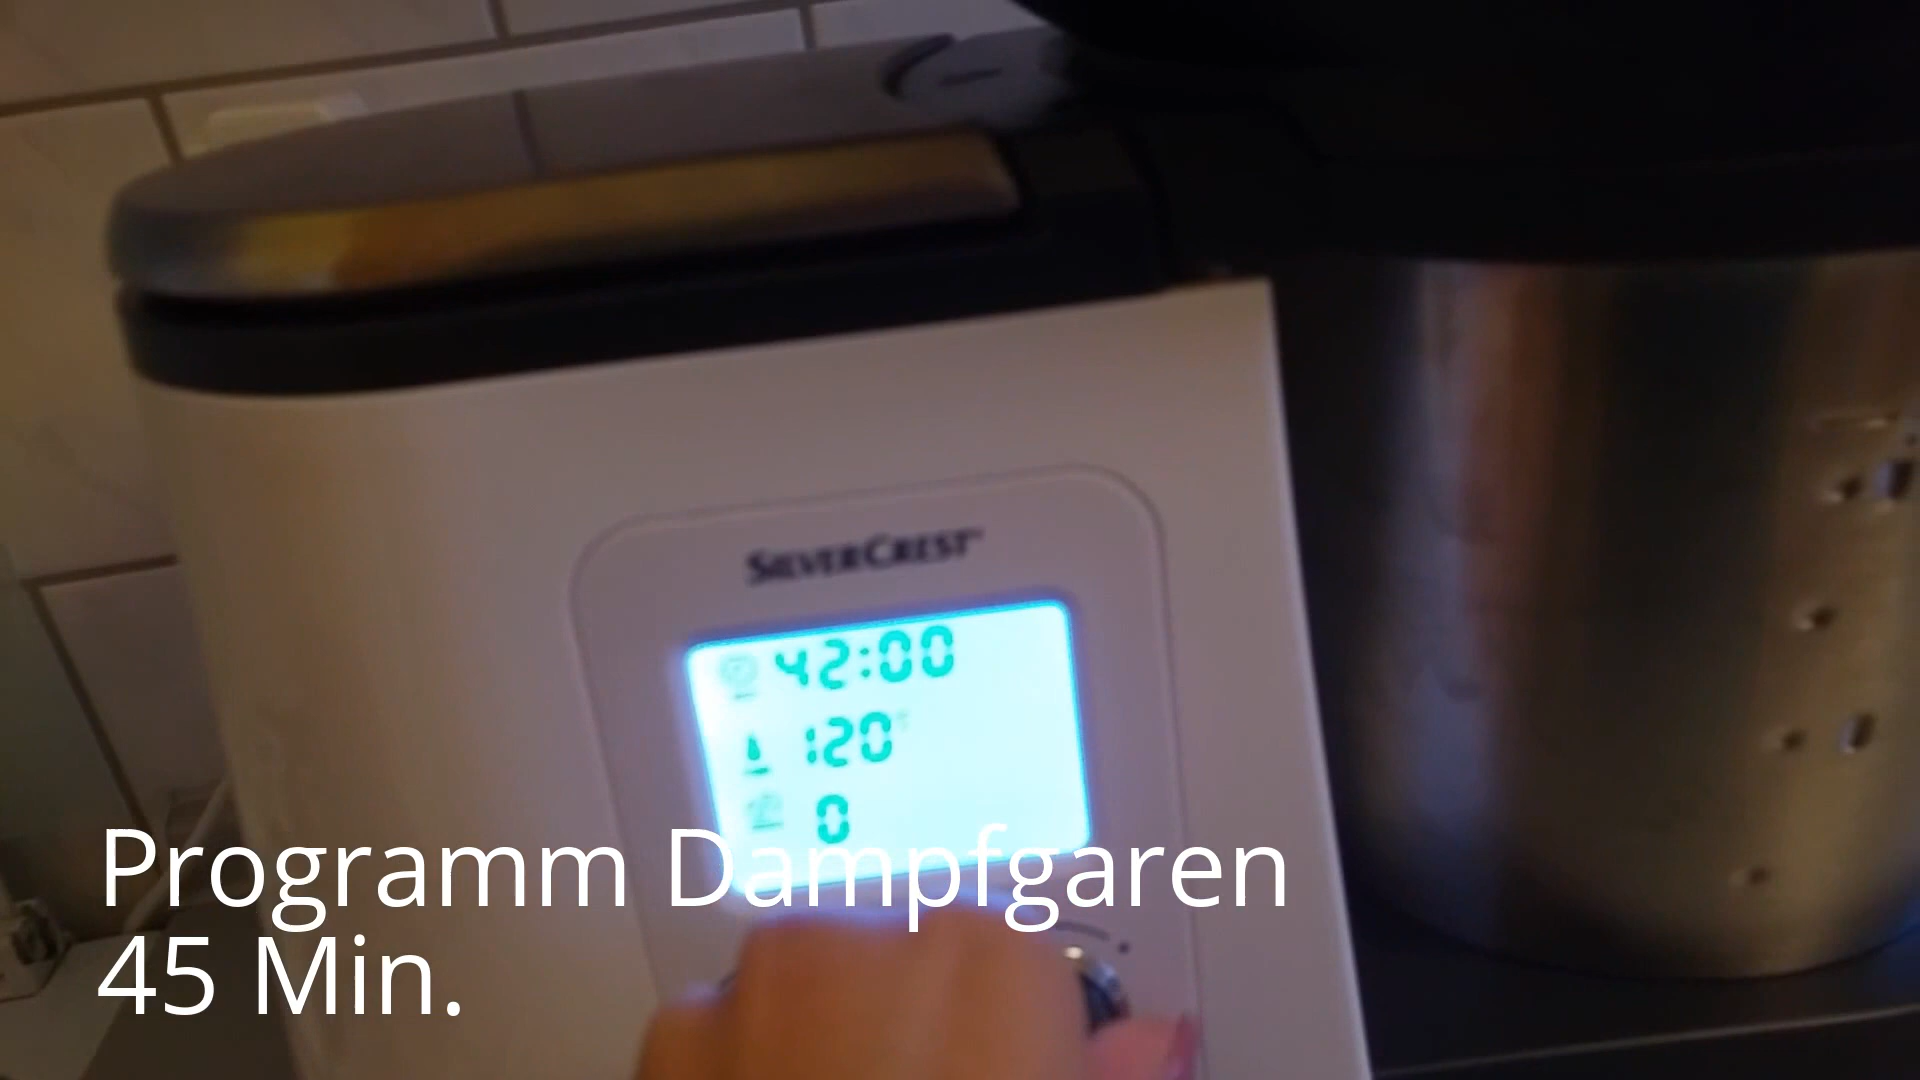 SILVERCREST
42:00
120°
0
Programm Dampfgaren
45 Min.